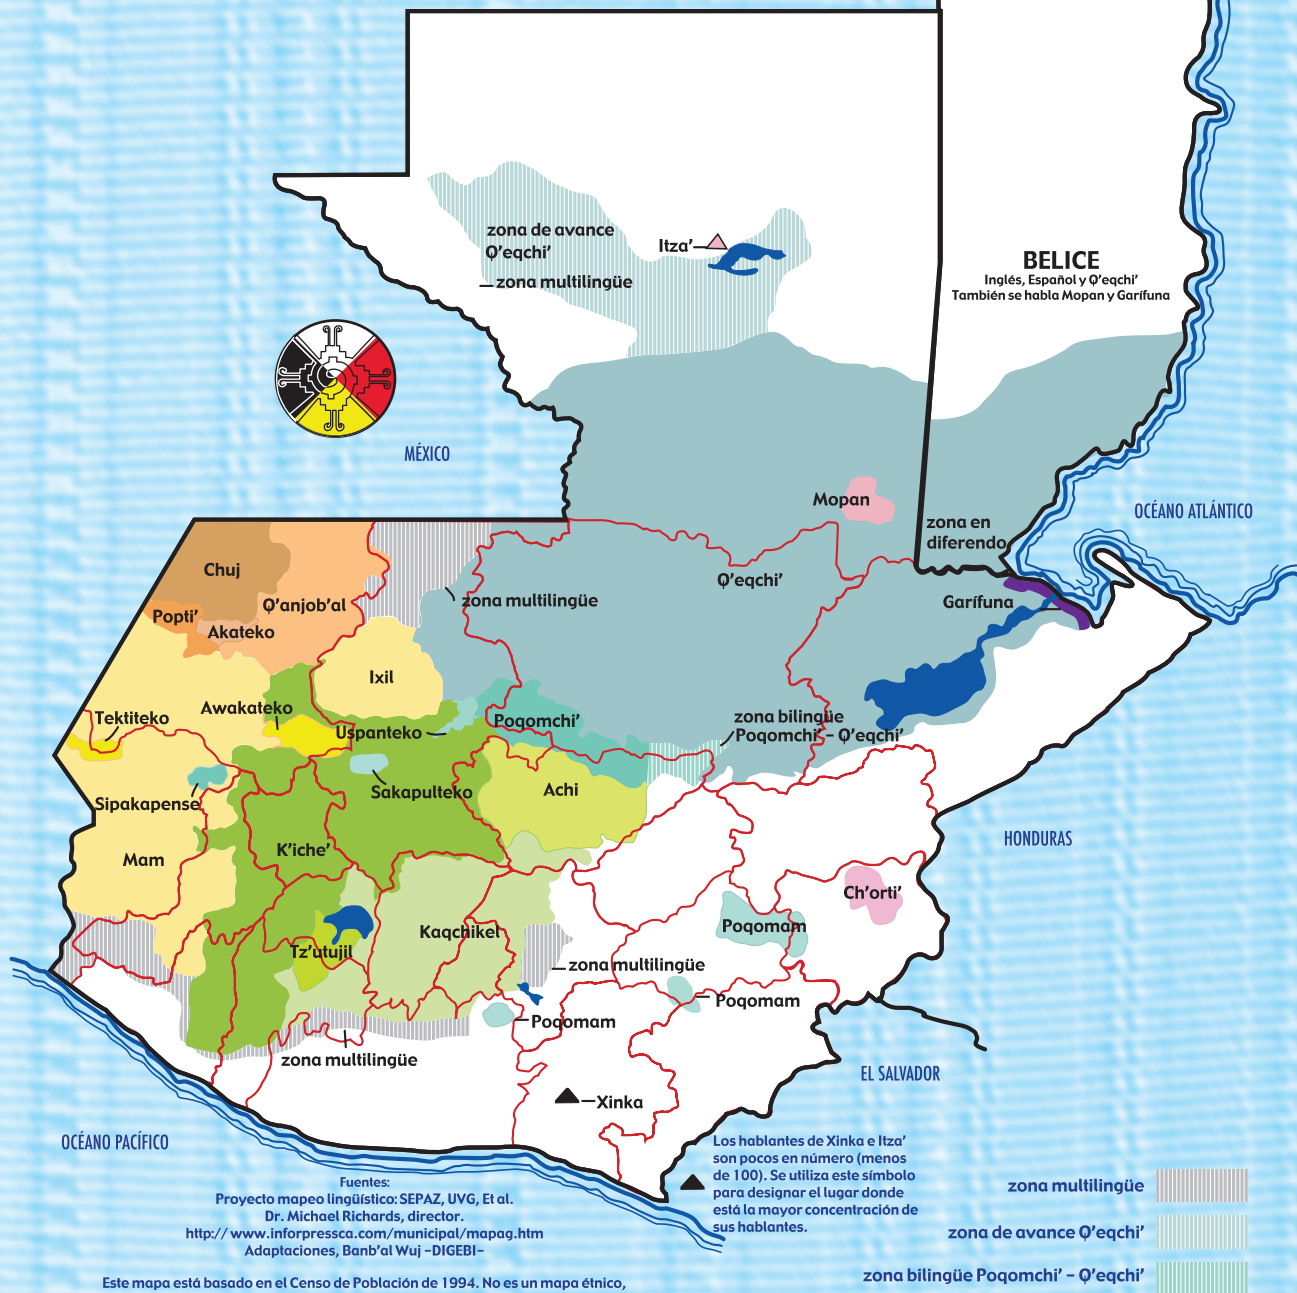 zona de avance
Q'eqchi'
zona multilingüe
Itza'
BELICE
Inglés, Español y Q'eqchi'
También se habla Mopan y Garífuna
MÉXICO
Mopan
OCÉANO ATLÁNTICO
zona en
diferendo
Chuj
Q'eqchi'
Popti'
Q'anjob'al
zona multilingüe
Garífuna
Akateko
Ixil
Awakateko
Tektiteko
Uspanteko
Poqomchi'
zona bilingüe
Poqomchi' – Q'eqchi'
Sipakapense
Sakapulteko
Achi
HONDURAS
Mam
K'iche'
Ch'orti'
Kaqchikel
Poqomam
Tz'utujil
zona multilingüe
Poqomam
Poqomam
zona multilingüe
EL SALVADOR
Xinka
OCÉANO PACÍFICO
Los hablantes de Xinka e Itza'
son pocos en número (menos
de 100). Se utiliza este símbolo
para designar el lugar donde
está la mayor concentración de
sus hablantes.
Fuentes:
Proyecto mapeo lingüístico: SEPAZ, UVG, Et al.
Dr. Michael Richards, director.
http:// www.inforpressca.com/municipal/mapag.htm
Adaptaciones, Banb'al Wuj –DIGEBI–
zona multilingüe
zona de avance Q'eqchi'
zona bilingüe Poqomchi' – Q'eqchi'
Este mapa está basado en el Censo de Población de 1994. No es un mapa étnico,